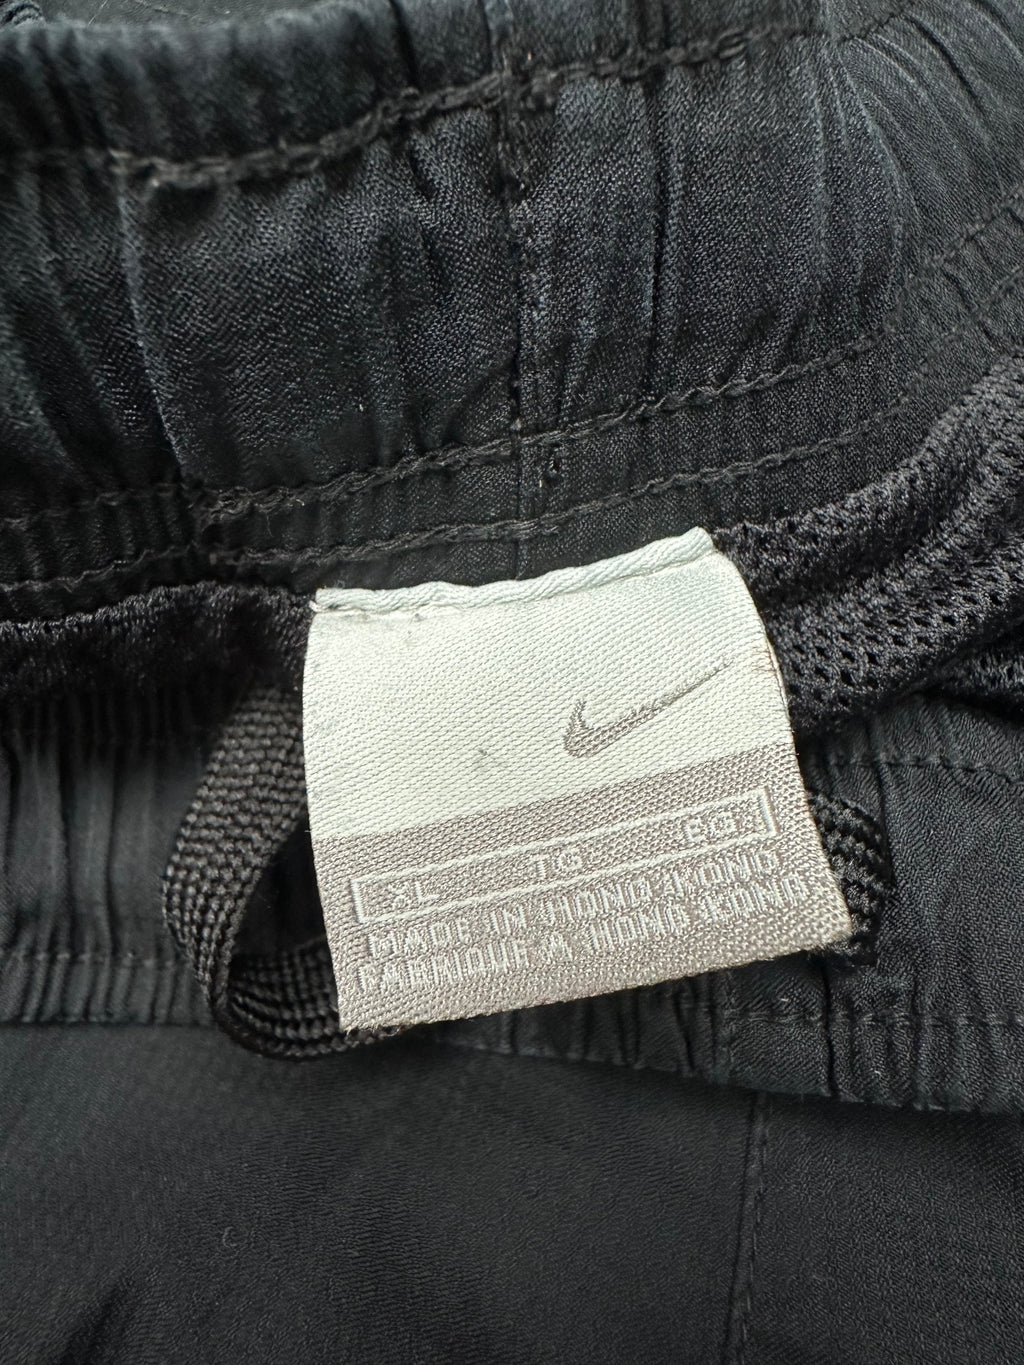 XL TG EG
MADE IN HONG KONG
FABRIQUE A HONG KONG